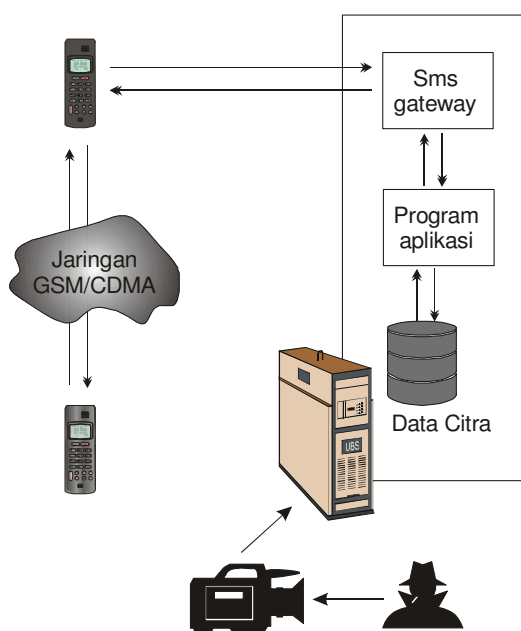 Sms
gateway
Program
aplikasi
Jaringan
GSM/CDMA
Data Citra
UBS